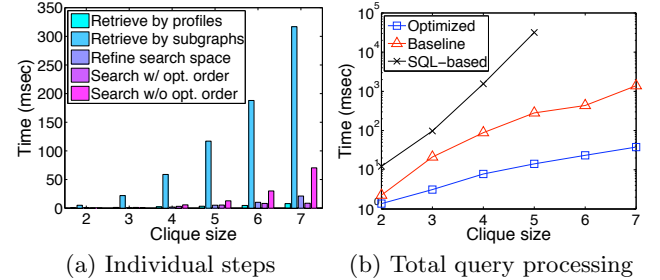 350
300
250
200
150
100
50
0
Time (msec)
Retrieve by profiles
Retrieve by subgraphs
Refine search space
Search w/ opt. order
Search w/o opt. order
2 3 4 5 6 7
Clique size
(a) Individual steps
10^5
10^4
10^3
10^2
10^1
10^0
Time (msec)
Optimized
Baseline
SQL-based
2 3 4 5 6 7
Clique size
(b) Total query processing